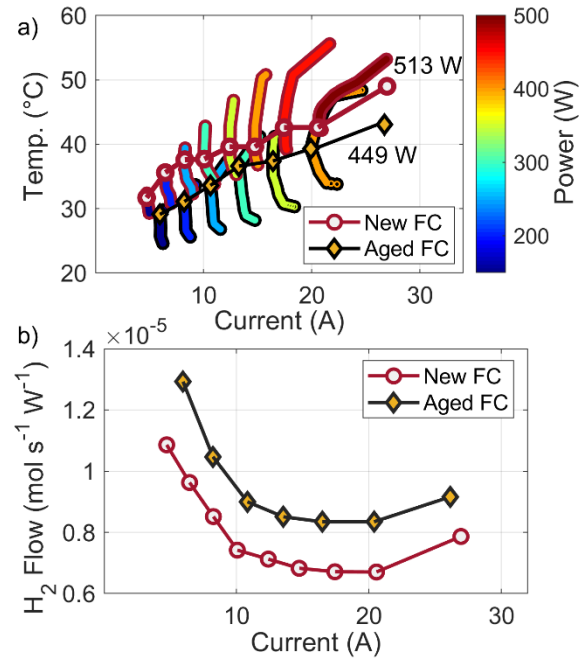 a)
Temp. (°C)
60
50
40
30
20
513 W
449 W
New FC
Aged FC
10
20
30
Current (A)
500
400
300
200
Power (W)
b)
×10⁻⁵
H₂ Flow (mol s⁻¹ W⁻¹)
1.4
1.2
1
0.8
0.6
New FC
Aged FC
10
20
30
Current (A)